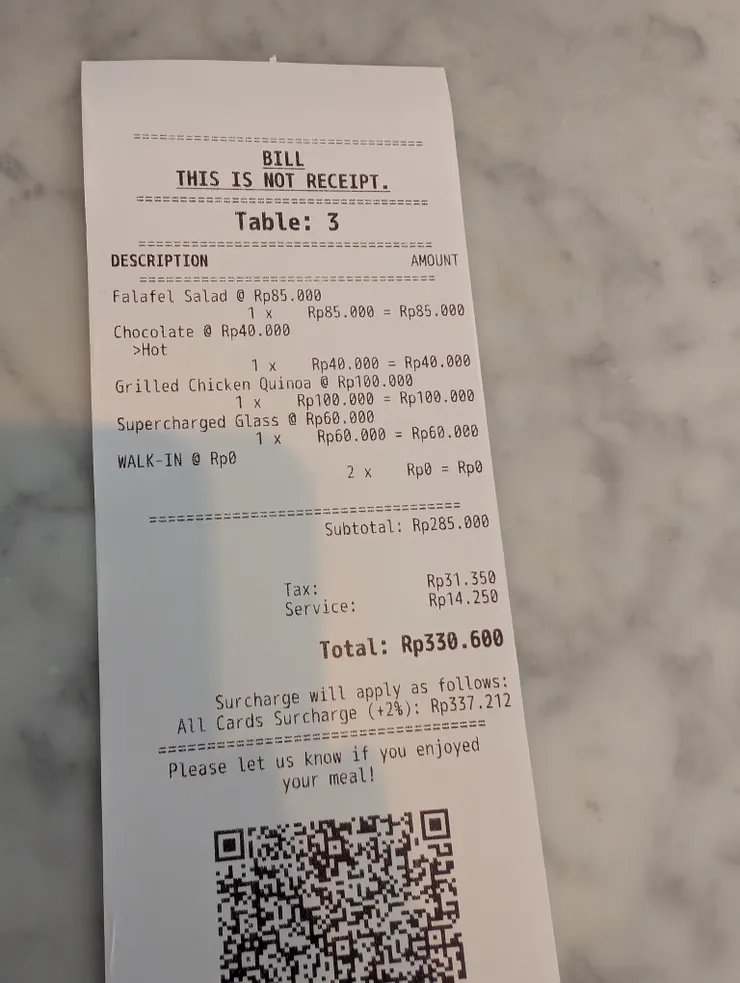 ===============================
BILL
THIS IS NOT RECEIPT.
===============================
Table: 3
===============================
DESCRIPTION AMOUNT
===============================
Falafel Salad @ Rp85.000
1 x Rp85.000 = Rp85.000
Chocolate @ Rp40.000
>Hot
1 x Rp40.000 = Rp40.000
Grilled Chicken Quinoa @ Rp100.000
1 x Rp100.000 = Rp100.000
Supercharged Glass @ Rp60.000
1 x Rp60.000 = Rp60.000
WALK-IN @ Rp0
2 x Rp0 = Rp0
===============================
Subtotal: Rp285.000
Tax: Rp31.350
Service: Rp14.250
Total: Rp330.600
Surcharge will apply as follows:
All Cards Surcharge (+2%): Rp337.212
===============================
Please let us know if you enjoyed
your meal!